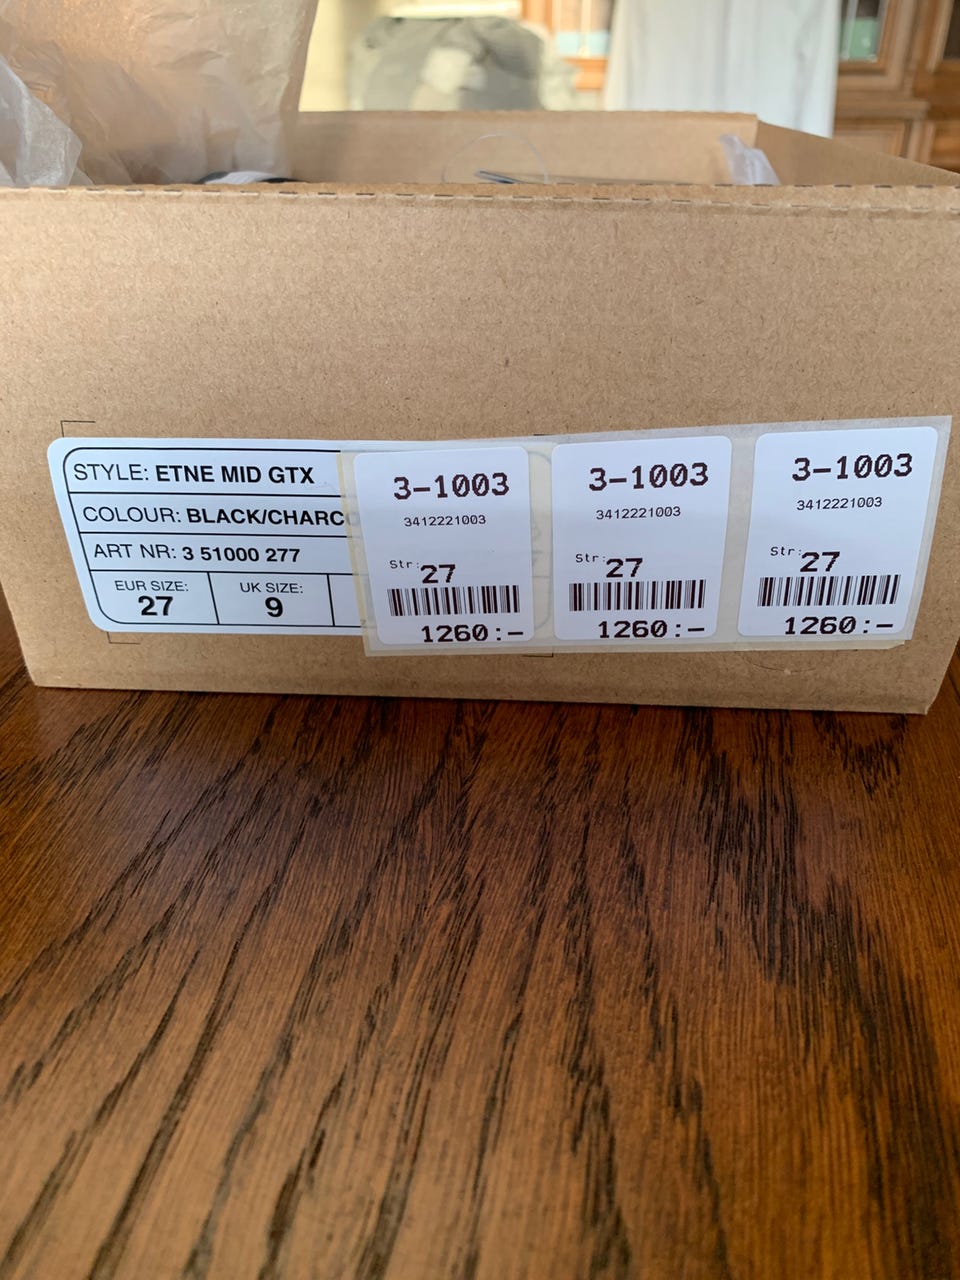 STYLE: ETNE MID GTX
COLOUR: BLACK/CHARC
ART NR: 3 51000 277
EUR SIZE:
27
UK SIZE:
9
3-1003
3412221003
Str: 27
1260:-
3-1003
3412221003
Str: 27
1260:-
3-1003
3412221003
Str: 27
1260:-